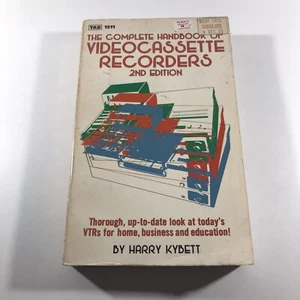 TAB 1211
THE COMPLETE HANDBOOK OF
VIDEOCASSETTE
RECORDERS
2ND EDITION
Thorough, up-to-date look at today's
VTRs for home, business and education!
BY HARRY KYBETT